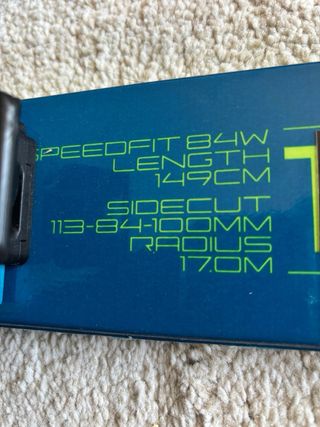 SPEEDFIT 84W
LENGTH
149CM
SIDECUT
113-84-100MM
RADIUS
17.0M